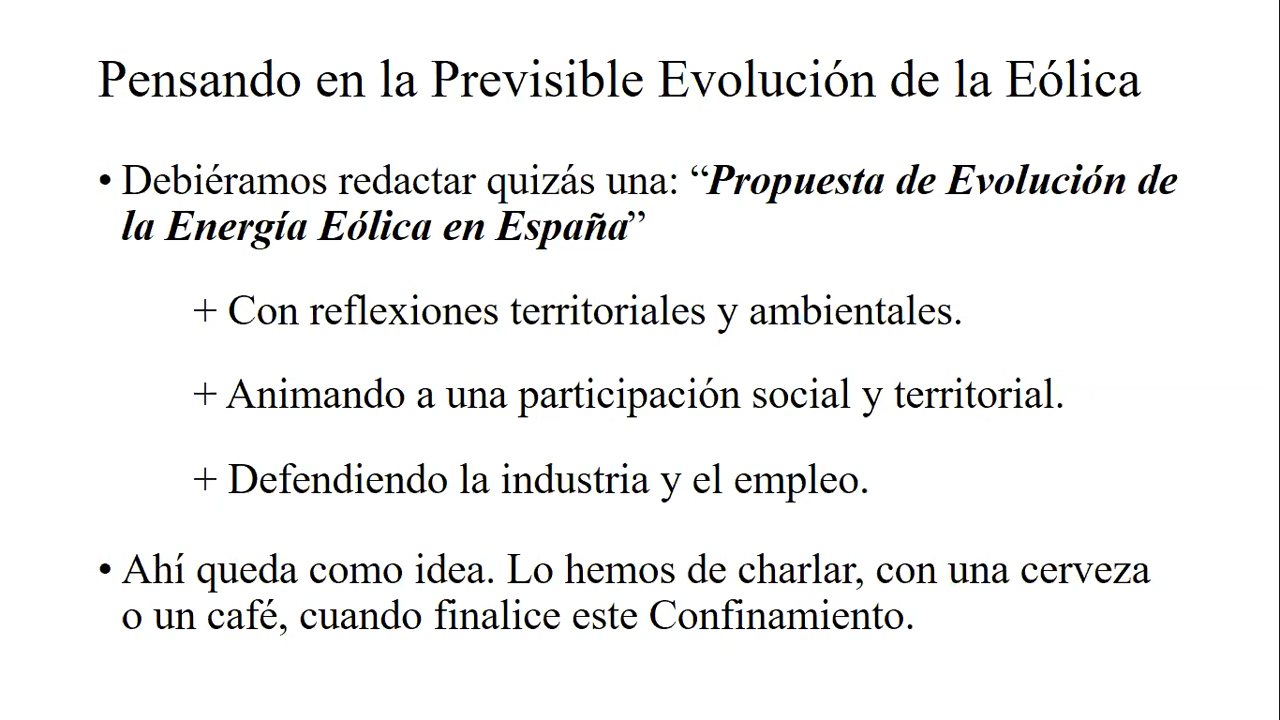 Pensando en la Previsible Evolución de la Eólica
• Debiéramos redactar quizás una: “Propuesta de Evolución de
la Energía Eólica en España”
+ Con reflexiones territoriales y ambientales.
+ Animando a una participación social y territorial.
+ Defendiendo la industria y el empleo.
• Ahí queda como idea. Lo hemos de charlar, con una cerveza
o un café, cuando finalice este Confinamiento.